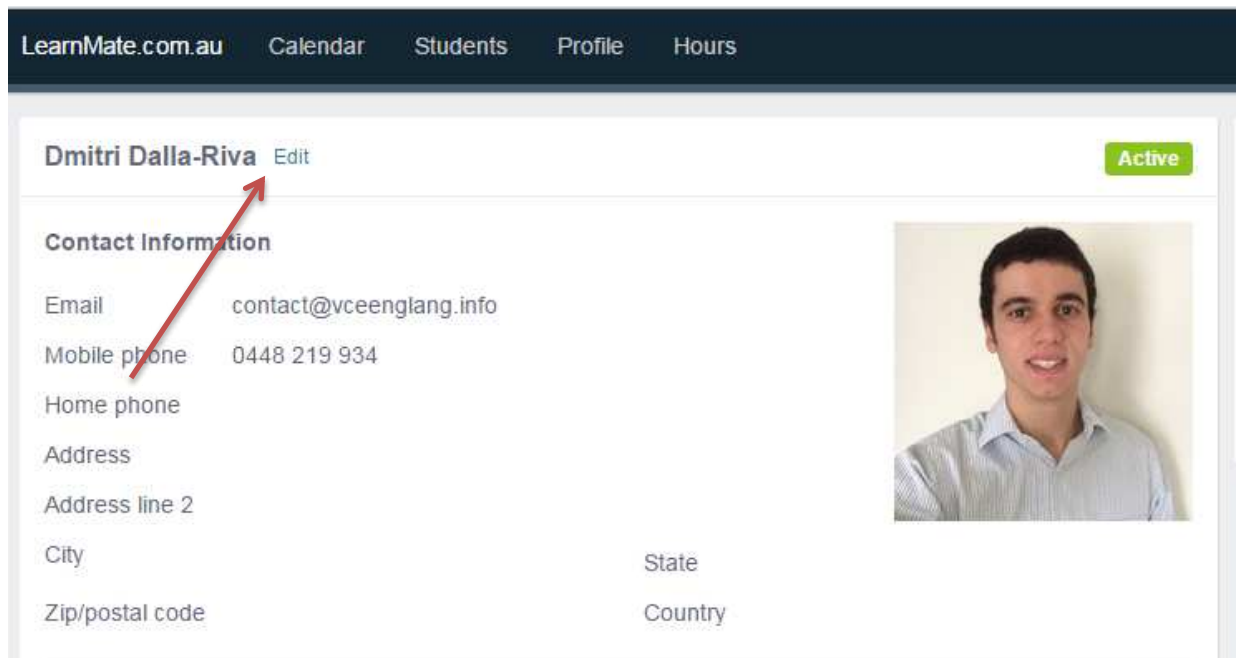 LearnMate.com.au Calendar Students Profile Hours
Dmitri Dalla-Riva Edit Active
Contact Information
Email contact@vceenglang.info
Mobile phone 0448 219 934
Home phone
Address
Address line 2
City State
Zip/postal code Country